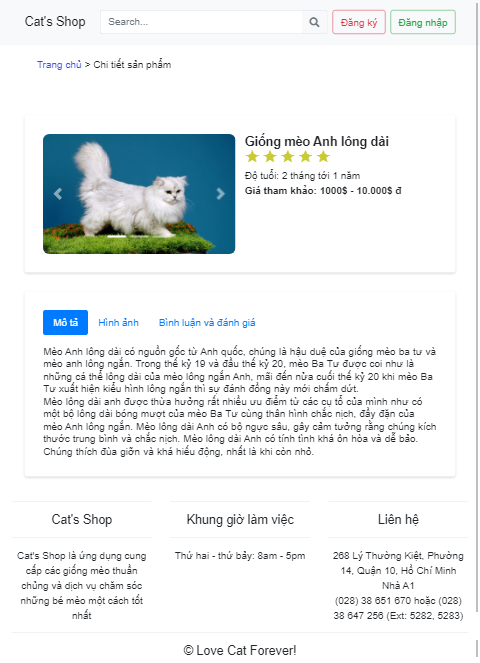 Cat's Shop
Search...
Đăng ký
Đăng nhập
Trang chủ > Chi tiết sản phẩm
Giống mèo Anh lông dài
Độ tuổi: 2 tháng tới 1 năm
Giá tham khảo: 1000$ - 10.000$ đ
Mô tả
Hình ảnh
Bình luận và đánh giá
Mèo Anh lông dài có nguồn gốc từ Anh quốc, chúng là hậu duệ của giống mèo ba tư và
mèo anh lông ngắn. Trong thế kỷ 19 và đầu thế kỷ 20, mèo Ba Tư được coi như là
những cá thể lông dài của mèo lông ngắn Anh, mãi đến nửa cuối thế kỷ 20 khi mèo Ba
Tư xuất hiện kiểu hình lông ngắn thì sự đánh đồng này mới chấm dứt.
Mèo lông dài anh được thừa hưởng rất nhiều ưu điểm từ các cụ tổ của mình như có
một bộ lông dài bóng mượt của mèo Ba Tư cùng thân hình chắc nịch, đầy đặn của
mèo Anh lông ngắn. Mèo lông dài Anh có bộ ngực sâu, gây cảm tưởng rằng chúng kích
thước trung bình và chắc nịch. Mèo lông dài Anh có tính tình khá ôn hòa và dễ bảo.
Chúng thích đùa giỡn và khá hiếu động, nhất là khi còn nhỏ.
Cat's Shop
Cat's Shop là ứng dụng cung
cấp các giống mèo thuần
chủng và dịch vụ chăm sóc
những bé mèo một cách tốt
nhất
Khung giờ làm việc
Thứ hai - thứ bảy: 8am - 5pm
Liên hệ
268 Lý Thường Kiệt, Phường
14, Quận 10, Hồ Chí Minh
Nhà A1
(028) 38 651 670 hoặc (028)
38 647 256 (Ext: 5282, 5283)
© Love Cat Forever!